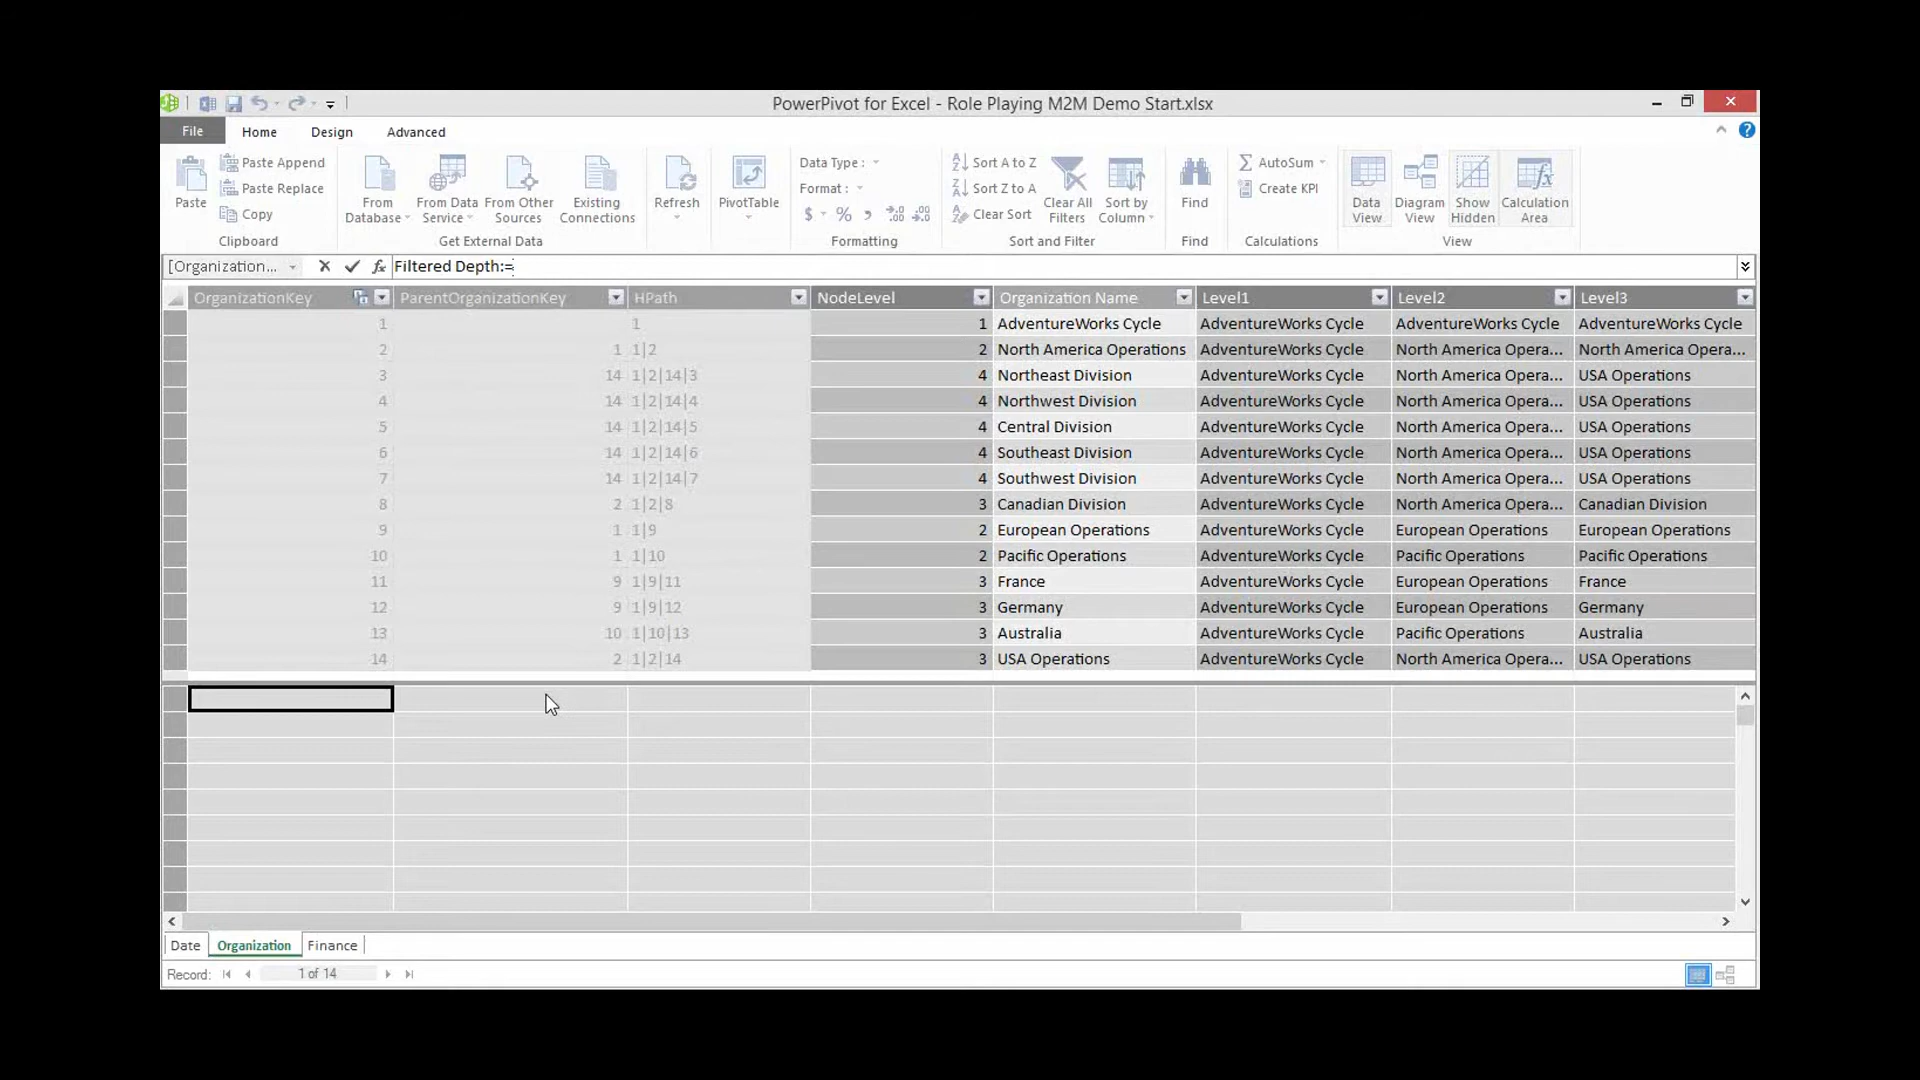 PowerPivot for Excel - Role Playing M2M Demo Start.xlsx
File Home Design Advanced
Paste
Paste Append
Paste Replace
Copy
Clipboard
From Database
From Data Service
From Other Sources
Existing Connections
Get External Data
Refresh
PivotTable
Data Type :
Format :
$ % ,
Formatting
Sort A to Z
Sort Z to A
Clear Sort
Clear All Filters
Sort by Column
Sort and Filter
Find
Find
AutoSum
Create KPI
Calculations
Data View
Diagram View
Show Hidden
Calculation Area
View
[Organization... fx Filtered Depth:=
OrganizationKey ParentOrganizationKey HPath NodeLevel Organization Name Level1 Level2 Level3
1 1 1 AdventureWorks Cycle AdventureWorks Cycle AdventureWorks Cycle AdventureWorks Cycle
2 1 1|2 2 North America Operations AdventureWorks Cycle North America Opera... North America Opera...
3 14 1|2|14|3 4 Northeast Division AdventureWorks Cycle North America Opera... USA Operations
4 14 1|2|14|4 4 Northwest Division AdventureWorks Cycle North America Opera... USA Operations
5 14 1|2|14|5 4 Central Division AdventureWorks Cycle North America Opera... USA Operations
6 14 1|2|14|6 4 Southeast Division AdventureWorks Cycle North America Opera... USA Operations
7 14 1|2|14|7 4 Southwest Division AdventureWorks Cycle North America Opera... USA Operations
8 2 1|2|8 3 Canadian Division AdventureWorks Cycle North America Opera... Canadian Division
9 1 1|9 2 European Operations AdventureWorks Cycle European Operations European Operations
10 1 1|10 2 Pacific Operations AdventureWorks Cycle Pacific Operations Pacific Operations
11 9 1|9|11 3 France AdventureWorks Cycle European Operations France
12 9 1|9|12 3 Germany AdventureWorks Cycle European Operations Germany
13 10 1|10|13 3 Australia AdventureWorks Cycle Pacific Operations Australia
14 2 1|2|14 3 USA Operations AdventureWorks Cycle North America Opera... USA Operations
Date Organization Finance
Record: 1 of 14